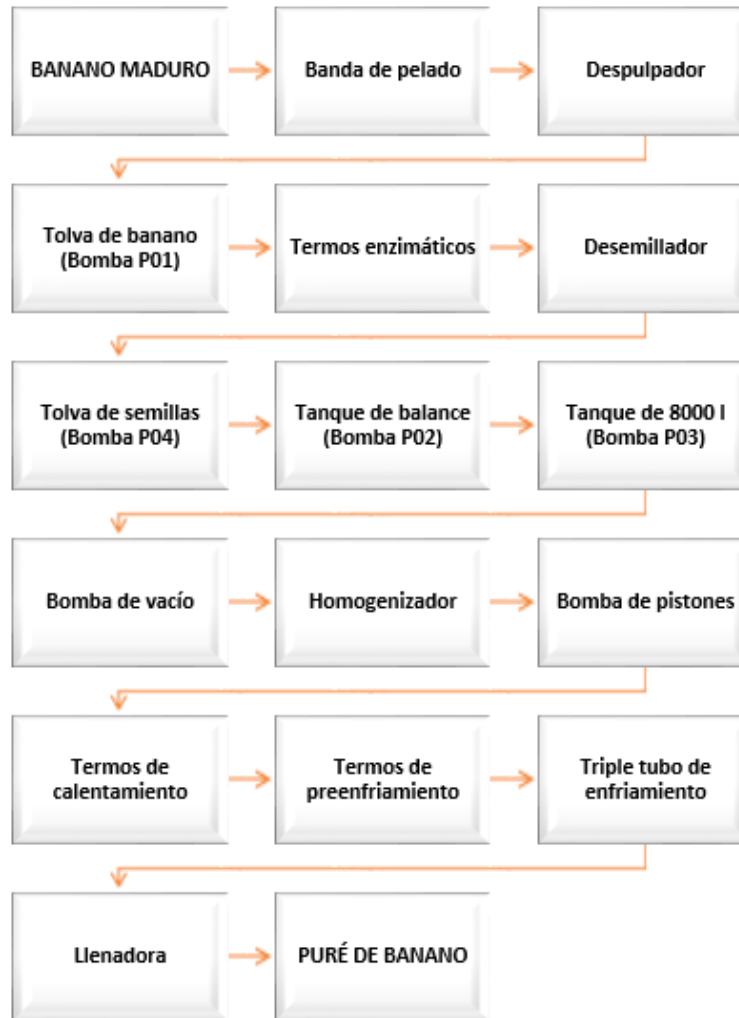 BANANO MADURO
Banda de pelado
Despulpador
Tolva de banano
(Bomba P01)
Termos enzimáticos
Desemillador
Tolva de semillas
(Bomba P04)
Tanque de balance
(Bomba P02)
Tanque de 8000 l
(Bomba P03)
Bomba de vacío
Homogenizador
Bomba de pistones
Termos de
calentamiento
Termos de
preenfriamiento
Triple tubo de
enfriamiento
Llenadora
PURÉ DE BANANO